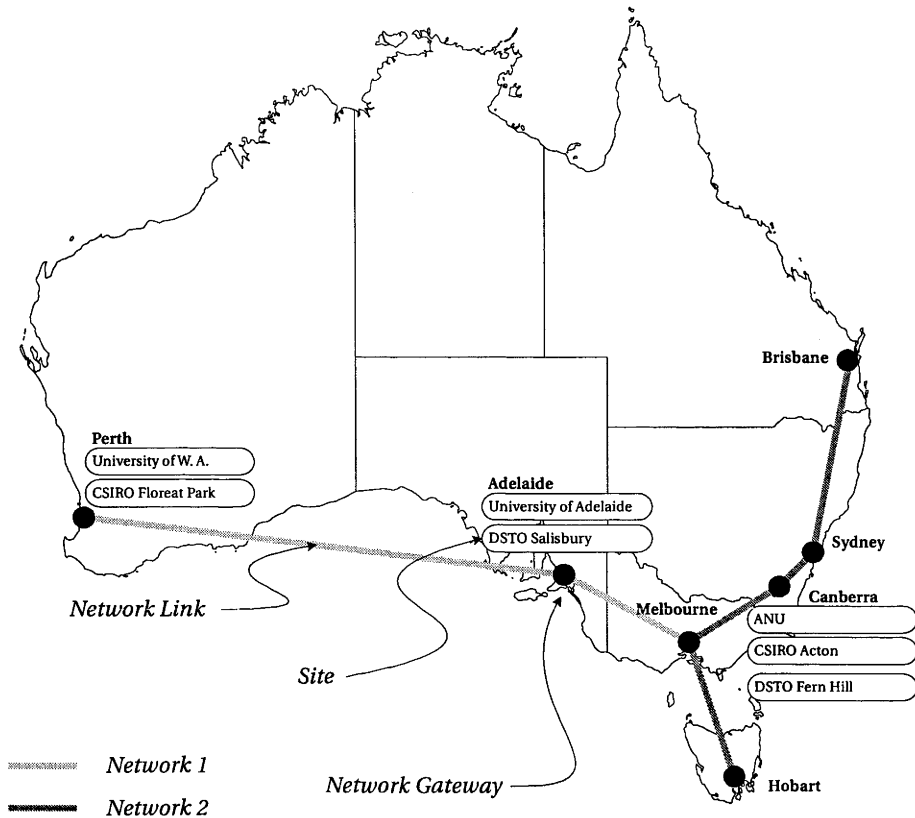 Brisbane
Perth
University of W. A.
CSIRO Floreat Park
Adelaide
University of Adelaide
DSTO Salisbury
Sydney
Network Link
Melbourne
Canberra
ANU
CSIRO Acton
Site
DSTO Fern Hill
Network 1
Network Gateway
Hobart
Network 2